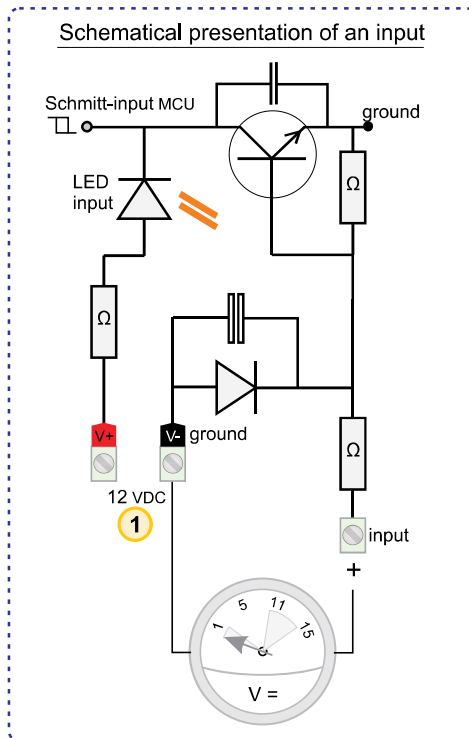 Schematical presentation of an input
Schmitt-input MCU
ground
LED
input
Ω
Ω
V+
V-
ground
Ω
12 VDC
1
input
+
1
5
11
15
V =